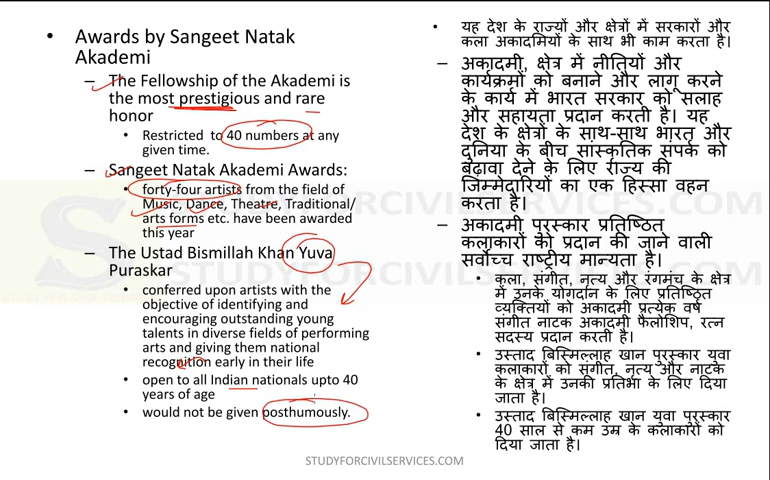 • Awards by Sangeet Natak
Akademi
– The Fellowship of the Akademi is
the most prestigious and rare
honor
• Restricted to 40 numbers at any
given time.
– Sangeet Natak Akademi Awards:
• forty-four artists from the field of
Music, Dance, Theatre, Traditional/
arts forms etc. have been awarded
this year
– The Ustad Bismillah Khan Yuva
Puraskar
• conferred upon artists with the
objective of identifying and
encouraging outstanding young
talents in diverse fields of performing
arts and giving them national
recognition early in their life
• open to all Indian nationals upto 40
years of age
• would not be given posthumously.
• यह देश के राज्यों और क्षेत्रों में सरकारों और
कला अकादमियों के साथ भी काम करता है।
– अकादमी, क्षेत्र में नीतियों और
कार्यक्रमों को बनाने और लागू करने
के कार्य में भारत सरकार को सलाह
और सहायता प्रदान करती है। यह
देश के क्षेत्रों के साथ-साथ भारत और
दुनिया के बीच सांस्कृतिक संपर्क को
बढ़ावा देने के लिए राज्य की
जिम्मेदारियों का एक हिस्सा वहन
करता है।
– अकादमी पुरस्कार प्रतिष्ठित
कलाकारों को प्रदान की जाने वाली
सर्वोच्च राष्ट्रीय मान्यता है।
• कला, संगीत, नृत्य और रंगमंच के क्षेत्र
में उनके योगदान के लिए प्रतिष्ठित
व्यक्तियों को अकादमी प्रत्येक वर्ष
संगीत नाटक अकादमी फैलोशिप, रत्न
सदस्य प्रदान करती है।
• उस्ताद बिस्मिल्लाह खान पुरस्कार युवा
कलाकारों को संगीत, नृत्य और नाटक
के क्षेत्र में उनकी प्रतिभा के लिए दिया
जाता है।
• उस्ताद बिस्मिल्लाह खान युवा पुरस्कार
40 साल से कम उम्र के कलाकारों को
दिया जाता है।
STUDYFORCIVILSERVICES.COM